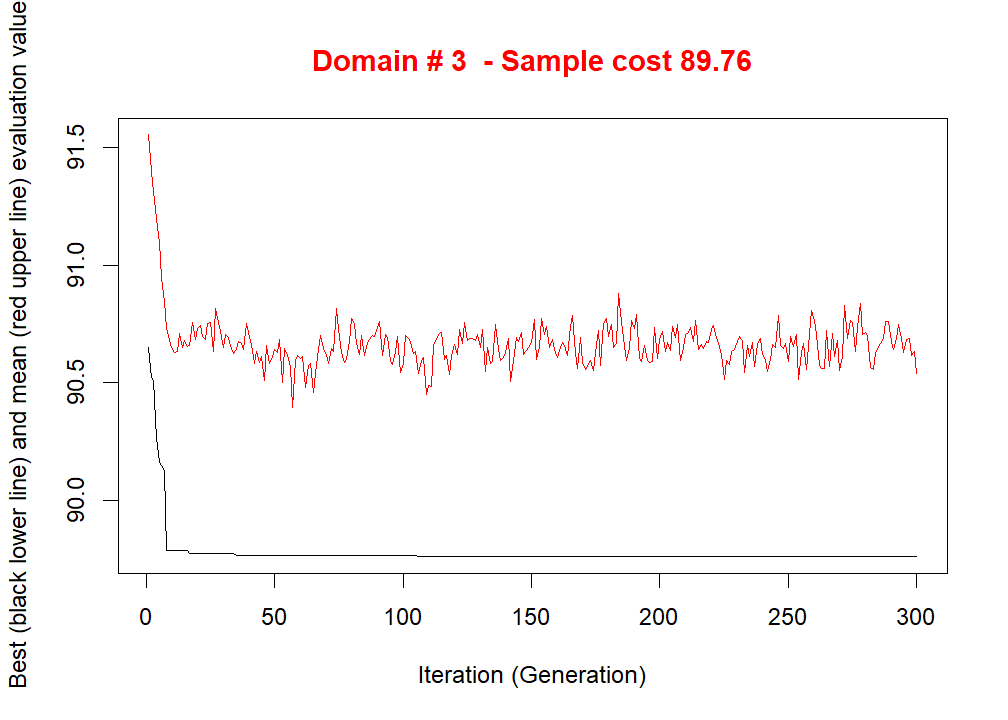 Domain # 3  - Sample cost 89.76
Best (black lower line) and mean (red upper line) evaluation value
91.5
91.0
90.5
90.0
0 50 100 150 200 250 300
Iteration (Generation)